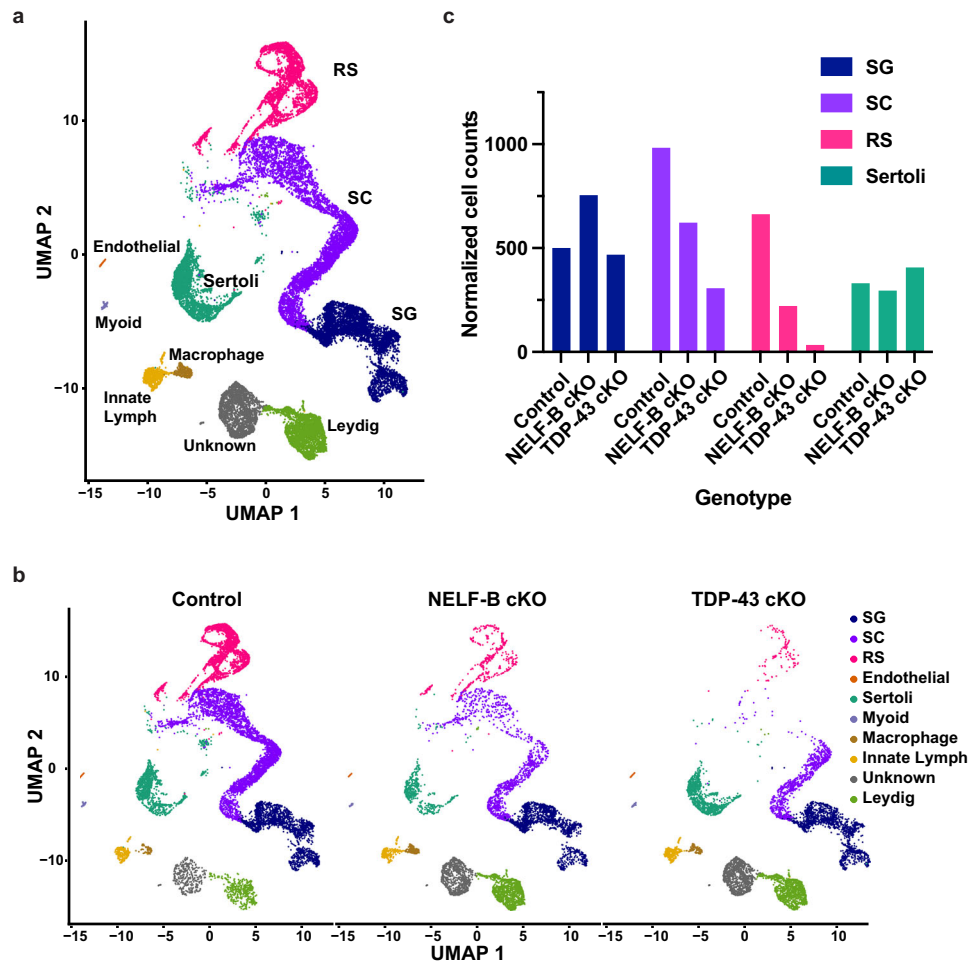 a
RS
SC
SG
Sertoli
Endothelial
Myoid
Macrophage
Innate
Lymph
Unknown
Leydig
10
0
−10
UMAP 2
−15 −10 −5 0 5 10
UMAP 1
c
SG
SC
RS
Sertoli
1000
500
0
Normalized cell counts
Control
NELF-B cKO
TDP-43 cKO
Control
NELF-B cKO
TDP-43 cKO
Control
NELF-B cKO
TDP-43 cKO
Control
NELF-B cKO
TDP-43 cKO
Genotype
b
Control NELF-B cKO TDP-43 cKO
10
0
−10
UMAP 2
−15 −10 −5 0 5 10 −15 −10 −5 0 5 10 −15 −10 −5 0 5 10
UMAP 1
SG
SC
RS
Endothelial
Sertoli
Myoid
Macrophage
Innate Lymph
Unknown
Leydig